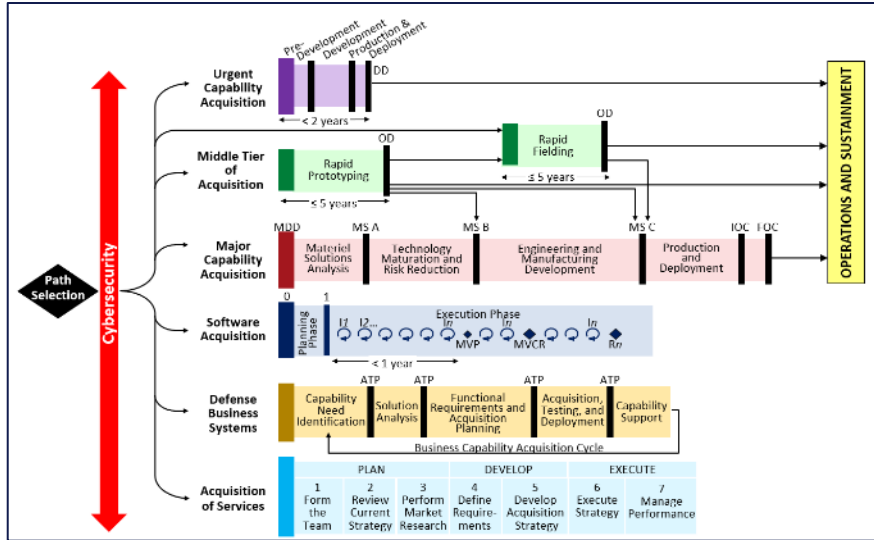 Path
Selection
Cybersecurity
OPERATIONS AND SUSTAINMENT
Urgent
Capability
Acquisition
Pre-
Development
Development
Production &
Deployment
DD
< 2 years
Middle Tier
of
Acquisition
Rapid
Prototyping
OD
≤ 5 years
Rapid
Fielding
OD
≤ 5 years
Major
Capability
Acquisition
MDD
Materiel
Solutions
Analysis
MS A
Technology
Maturation and
Risk Reduction
MS B
Engineering and
Manufacturing
Development
MS C
Production
and
Deployment
IOC
FOC
Software
Acquisition
0
Planning
Phase
1
Execution Phase
I1
I2...
In
In
In
MVP
MVCR
Rn
< 1 year
Defense
Business
Systems
Capability
Need
Identification
ATP
Solution
Analysis
ATP
Functional
Requirements and
Acquisition
Planning
ATP
Acquisition,
Testing, and
Deployment
ATP
Capability
Support
Business Capability Acquisition Cycle
Acquisition
of Services
PLAN
DEVELOP
EXECUTE
1
Form
the
Team
2
Review
Current
Strategy
3
Perform
Market
Research
4
Define
Require-
ments
5
Develop
Acquisition
Strategy
6
Execute
Strategy
7
Manage
Performance